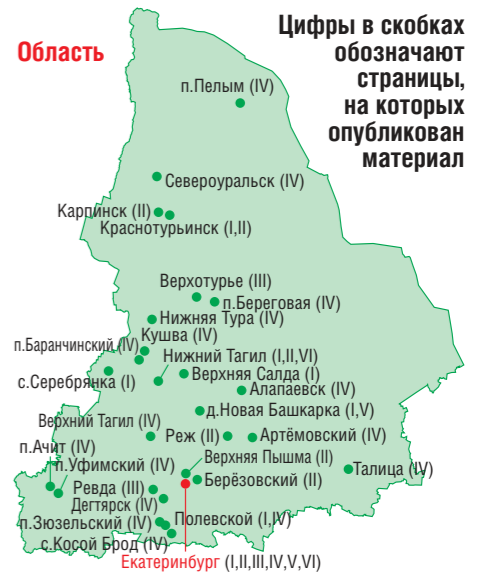 Область
Цифры в скобках
обозначают
страницы,
на которых
опубликован
материал
п.Пелым (IV)
Североуральск (IV)
Карпинск (II)
Краснотурьинск (I,II)
Верхотурье (III)
п.Береговая (IV)
Нижняя Тура (IV)
Кушва (IV)
п.Баранчинский (IV)
Нижний Тагил (I,II,VI)
Верхняя Салда (I)
с.Серебрянка (I)
Алапаевск (IV)
д.Новая Башкарка (I,V)
Верхний Тагил (IV)
Реж (II)
Артёмовский (IV)
п.Ачит (IV)
Верхняя Пышма (II)
п.Уфимский (IV)
Талица (IV)
Берёзовский (II)
Ревда (III)
Дегтярск (IV)
п.Зюзельский (IV)
Полевской (I,IV)
с.Косой Брод (IV)
Екатеринбург (I,II,III,IV,V,VI)